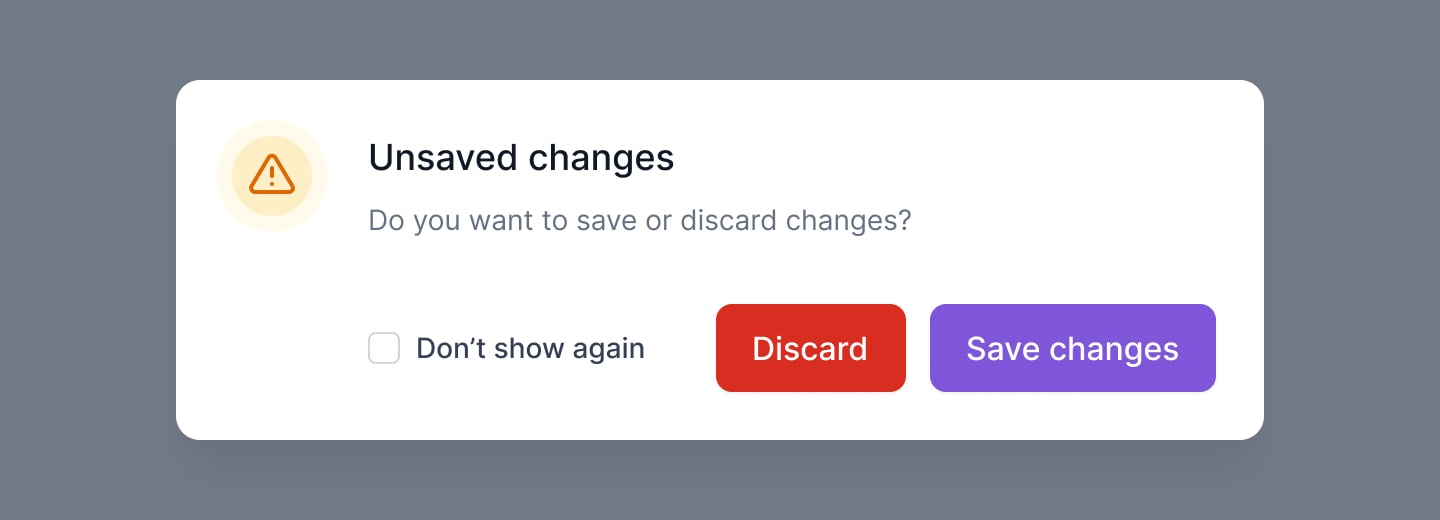 Unsaved changes
Do you want to save or discard changes?
Don’t show again
Discard
Save changes